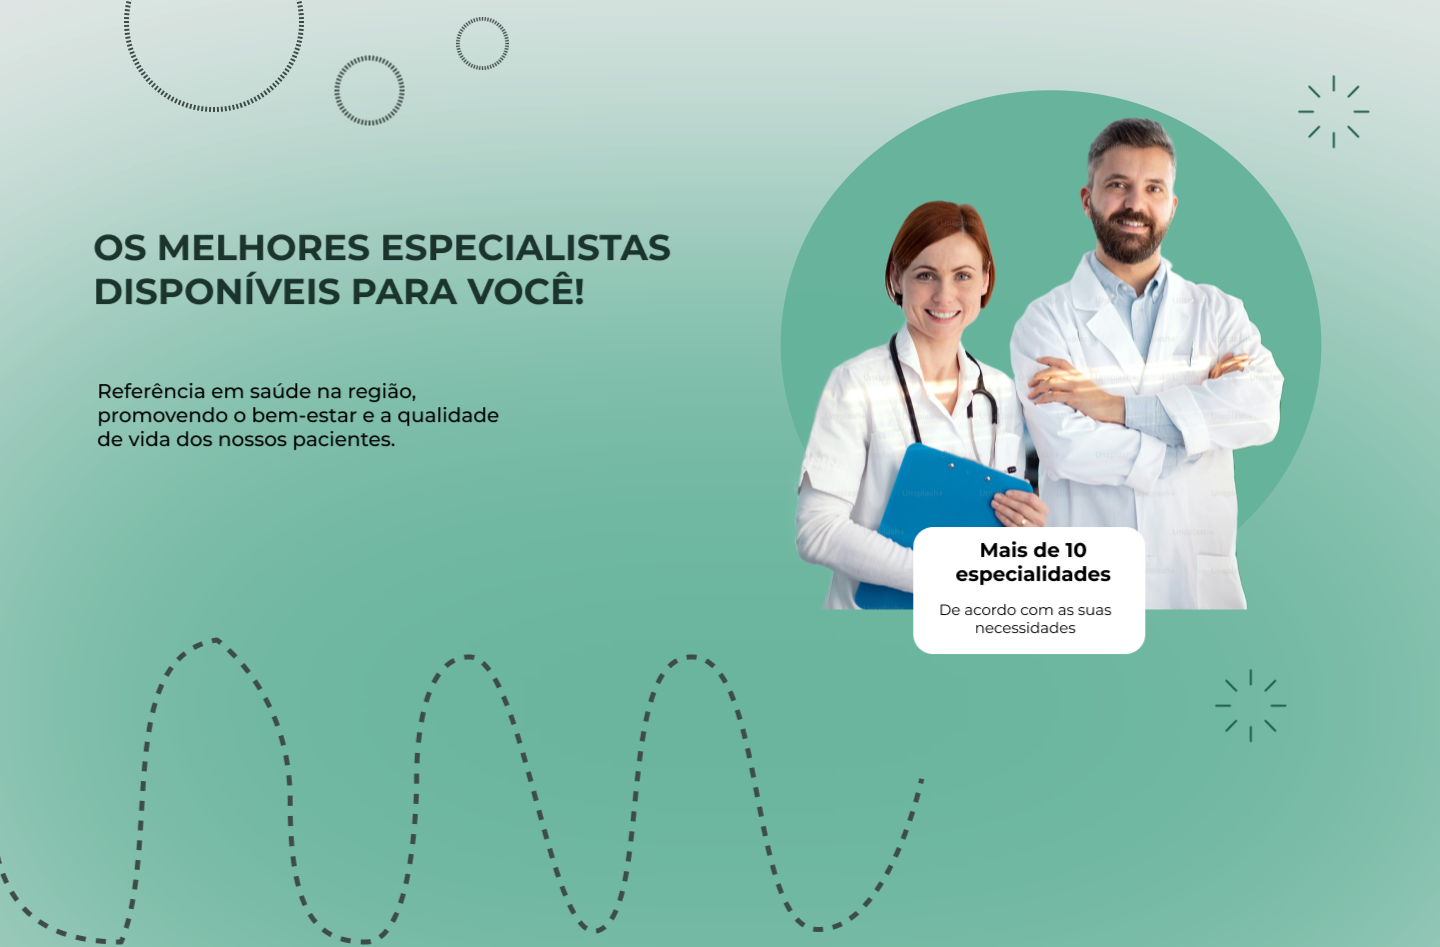 OS MELHORES ESPECIALISTAS
DISPONÍVEIS PARA VOCÊ!
Referência em saúde na região,
promovendo o bem-estar e a qualidade
de vida dos nossos pacientes.
Mais de 10
especialidades
De acordo com as suas
necessidades